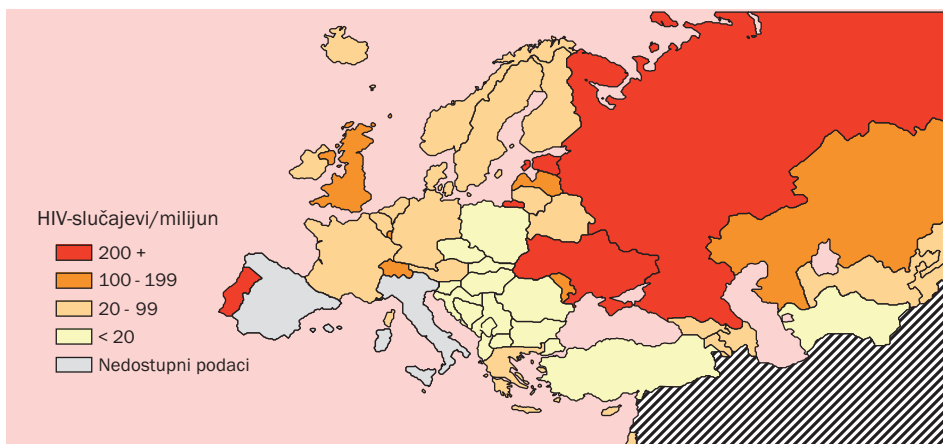 HIV-slučajevi/milijun
200 +
100 - 199
20 - 99
< 20
Nedostupni podaci